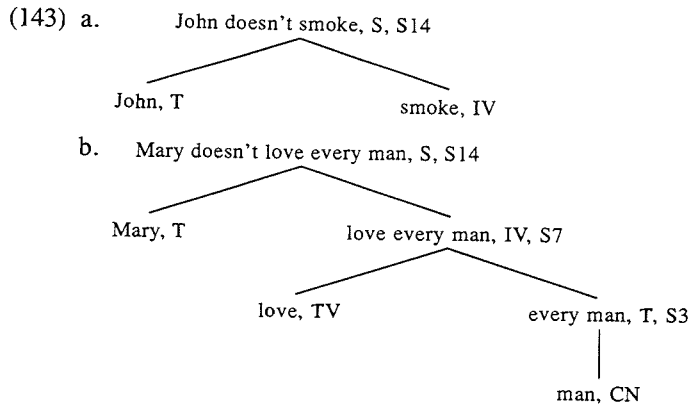 (143) a. John doesn't smoke, S, S14
John, T smoke, IV
b. Mary doesn't love every man, S, S14
Mary, T love every man, IV, S7
love, TV every man, T, S3
man, CN